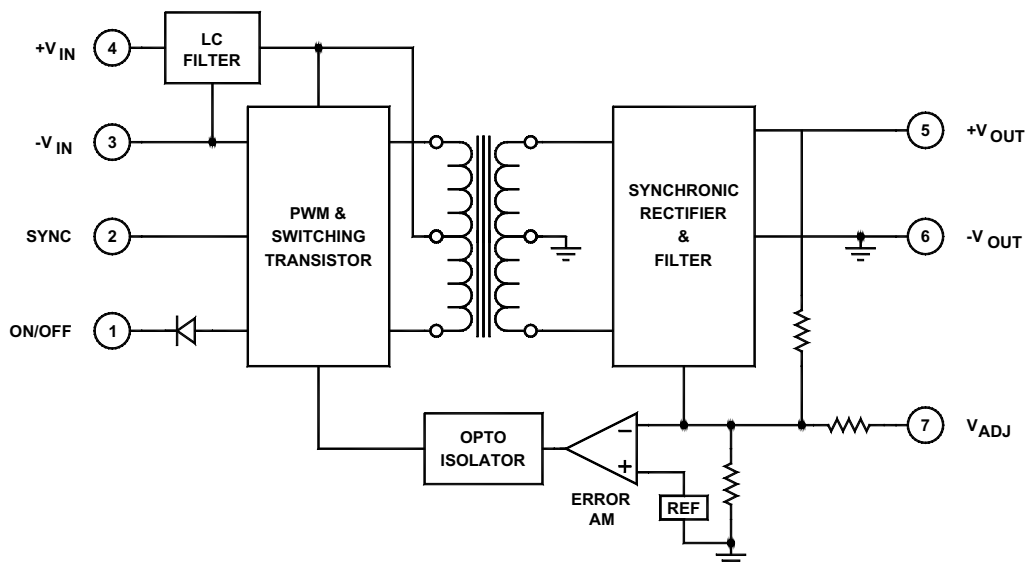 +VIN
4
LC
FILTER
-VIN
3
5
+VOUT
PWM &
SWITCHING
TRANSISTOR
SYNCHRONIC
RECTIFIER
&
FILTER
SYNC
2
6
-VOUT
ON/OFF
1
OPTO
ISOLATOR
−
+
ERROR
AM
REF
7
VADJ